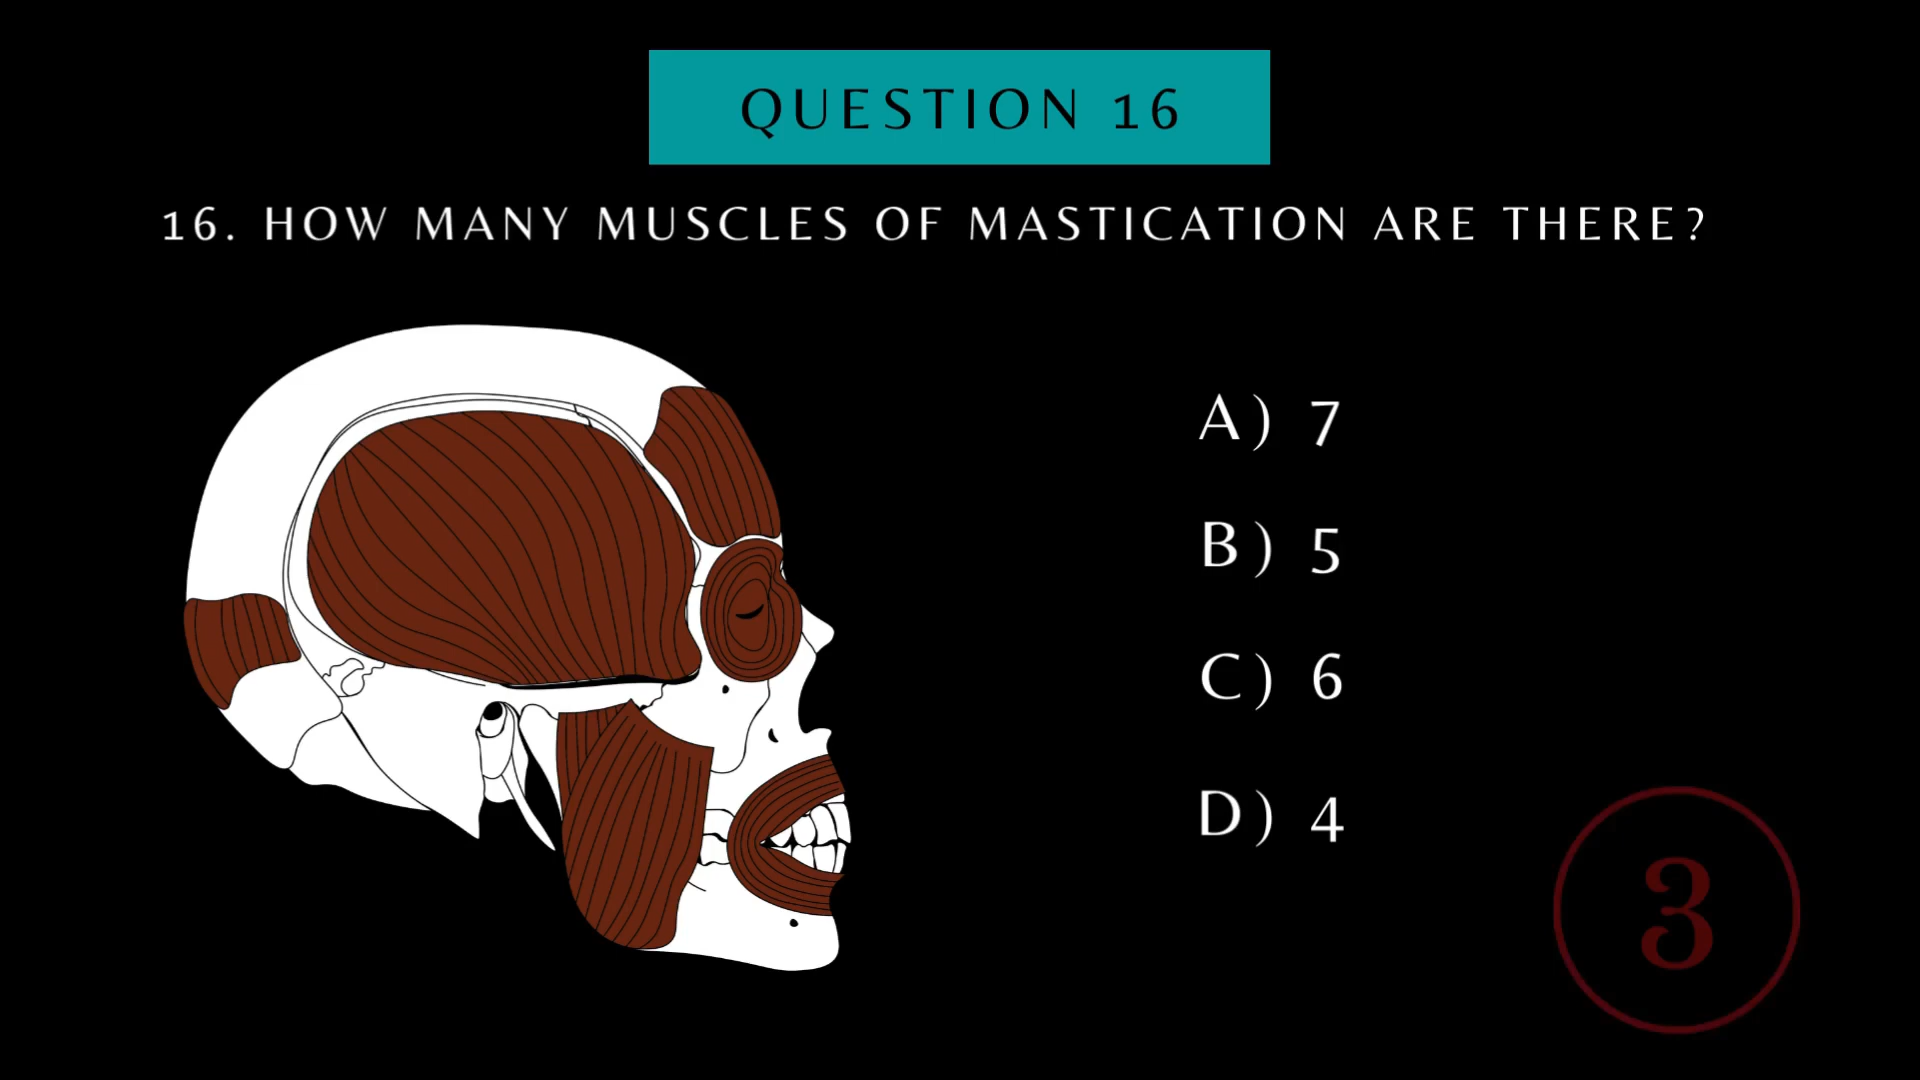 QUESTION 16
16. HOW MANY MUSCLES OF MASTICATION ARE THERE?
A) 7
B) 5
C) 6
D) 4
3